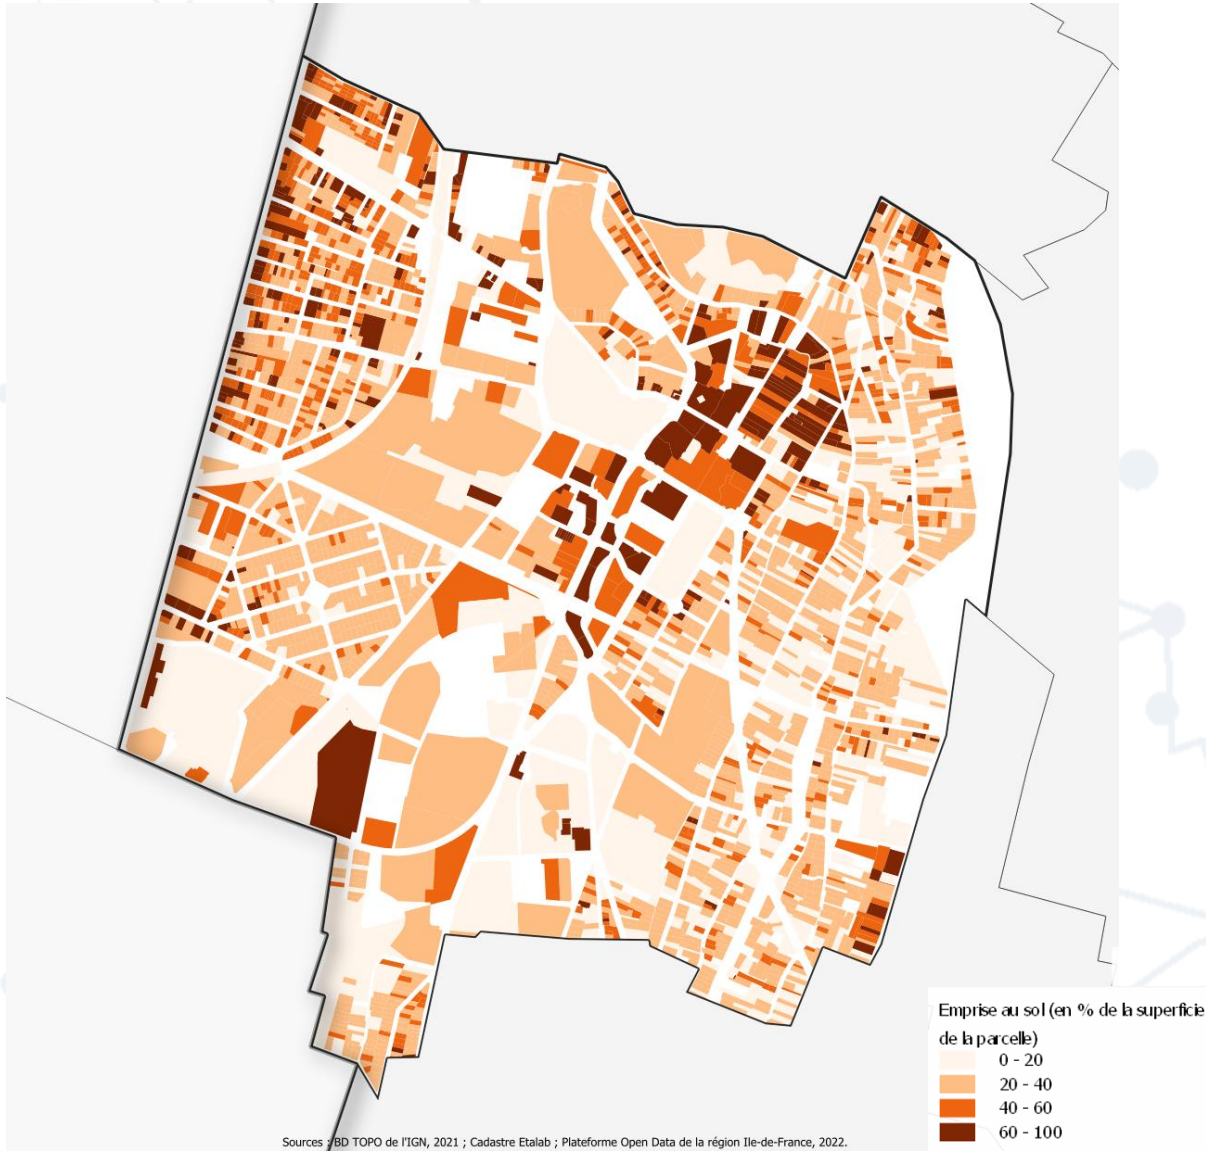 Emprise au sol (en % de la superficie
de la parcelle)
0 - 20
20 - 40
40 - 60
60 - 100
Sources : BD TOPO de l'IGN, 2021 ; Cadastre Etalab ; Plateforme Open Data de la région Ile-de-France, 2022.